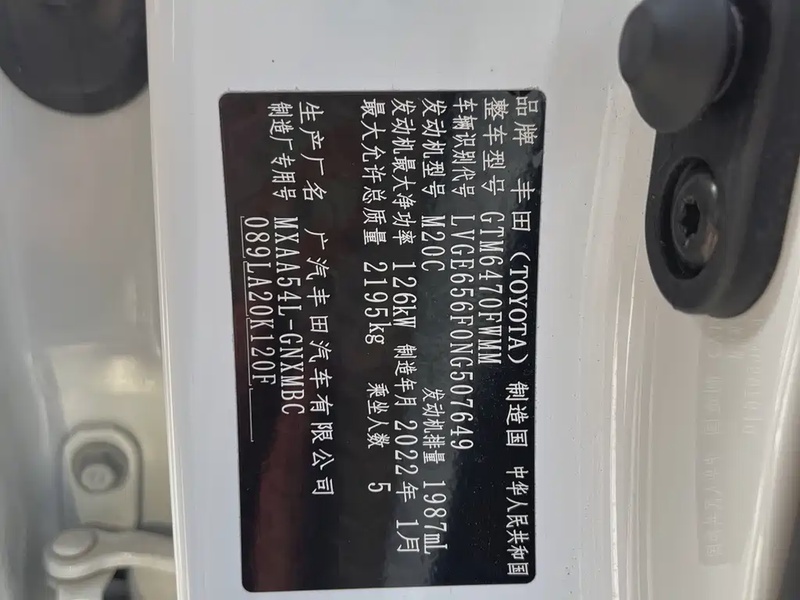 品牌 丰田(TOYOTA) 制造国 中华人民共和国
整车型号 GTM6470FWMM
车辆识别代号 LVGE656F0NG507649
发动机型号 M20C 发动机排量 1987mL
发动机最大净功率 126kW 制造年月 2022年 1月
最大允许总质量 2195kg 乘坐人数 5
生产厂名 广汽丰田汽车有限公司
制造厂专用号 MXAA54L-GNXMBC
089LA20K120F